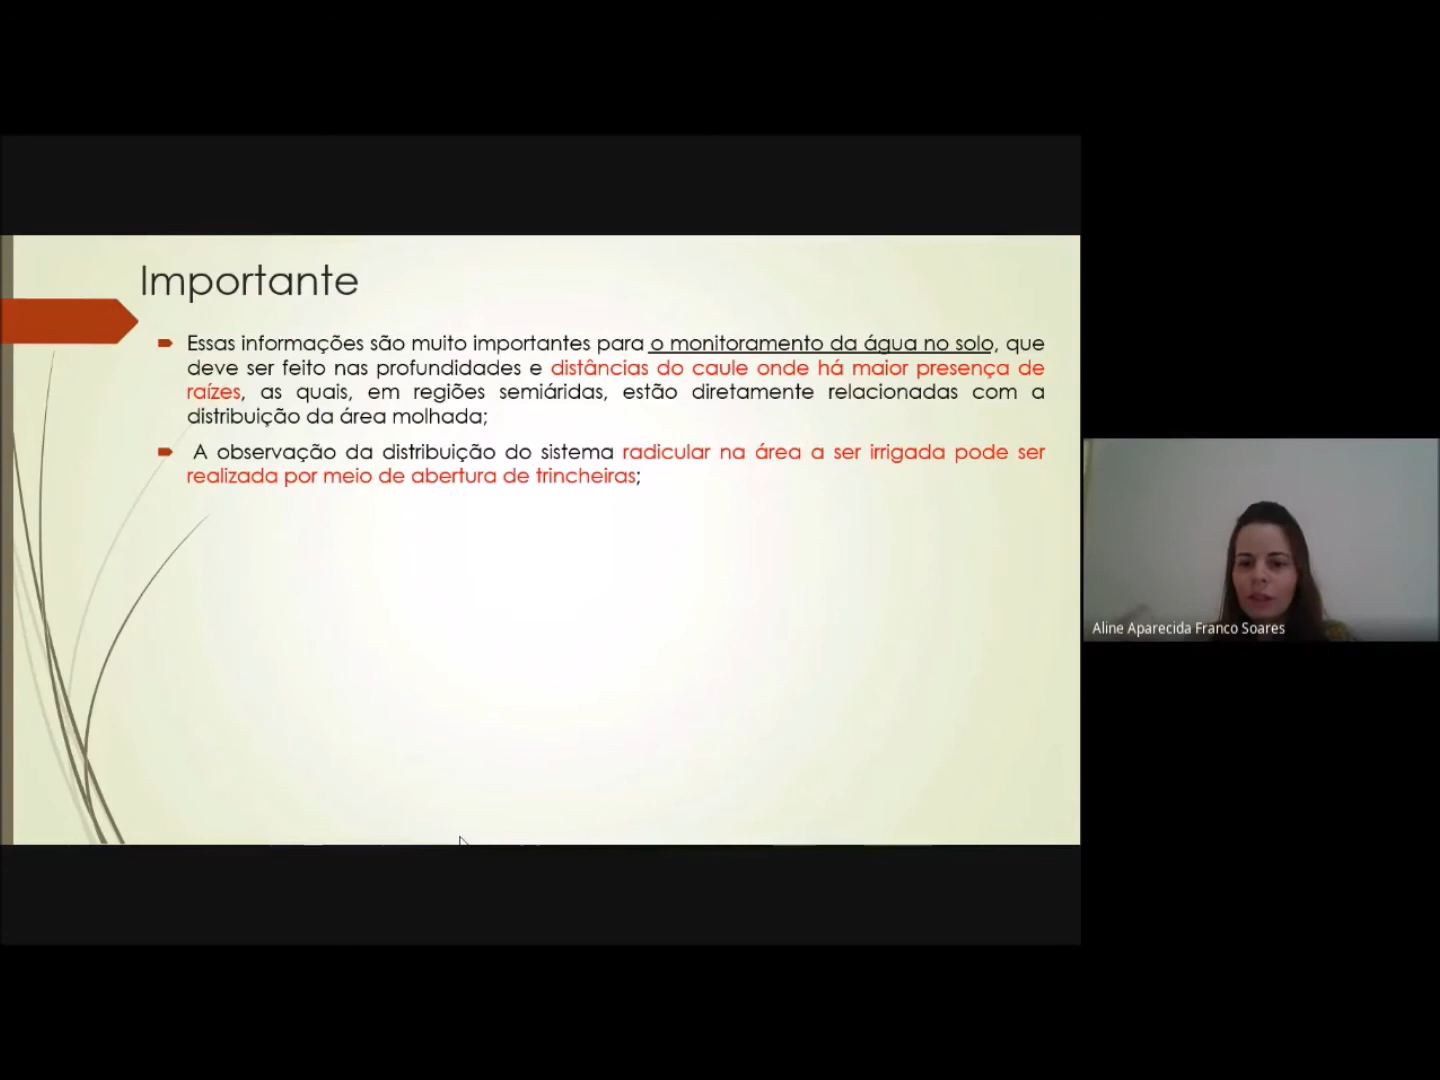 Importante
Essas informações são muito importantes para o monitoramento da água no solo, que
deve ser feito nas profundidades e distâncias do caule onde há maior presença de
raízes, as quais, em regiões semiáridas, estão diretamente relacionadas com a
distribuição da área molhada;
A observação da distribuição do sistema radicular na área a ser irrigada pode ser
realizada por meio de abertura de trincheiras;
Aline Aparecida Franco Soares